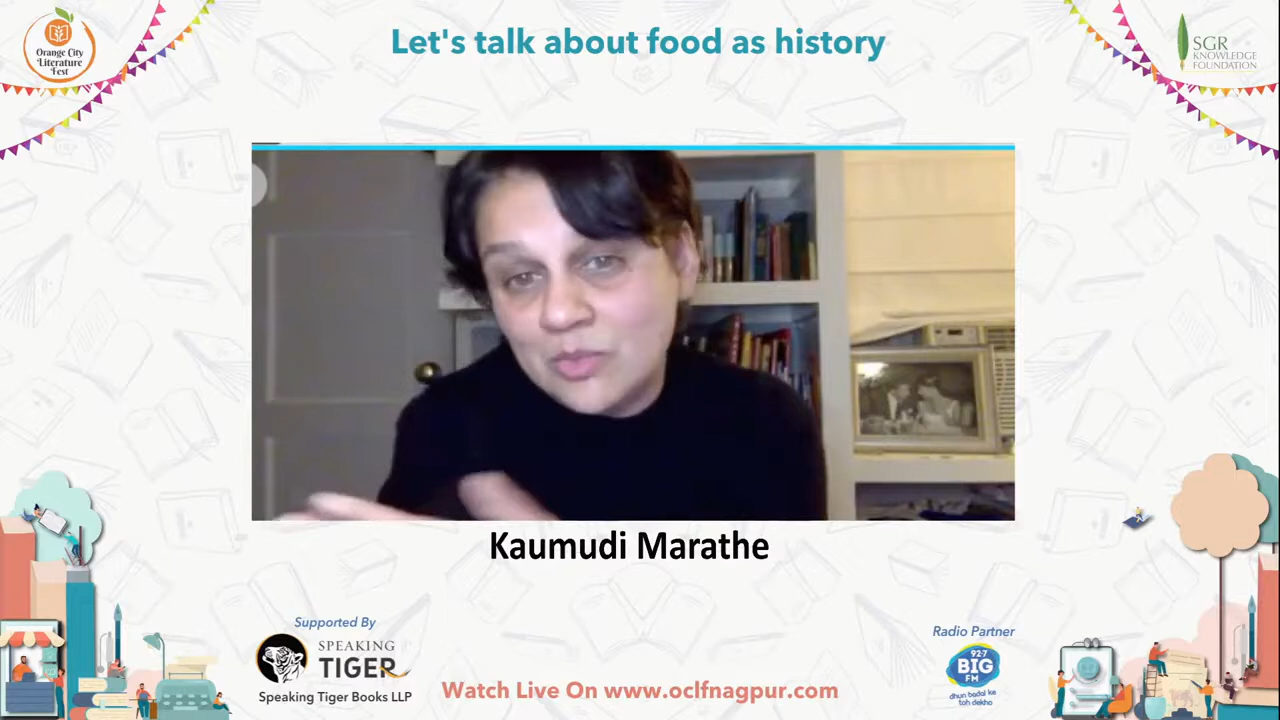 Orange City
Literature
Fest
Let's talk about food as history
SGR
KNOWLEDGE
FOUNDATION
Kaumudi Marathe
Supported By
SPEAKING
TIGER
Speaking Tiger Books LLP
Watch Live On www.oclfnagpur.com
Radio Partner
92.7
BIG
FM
dhun badal ke
toh dekho